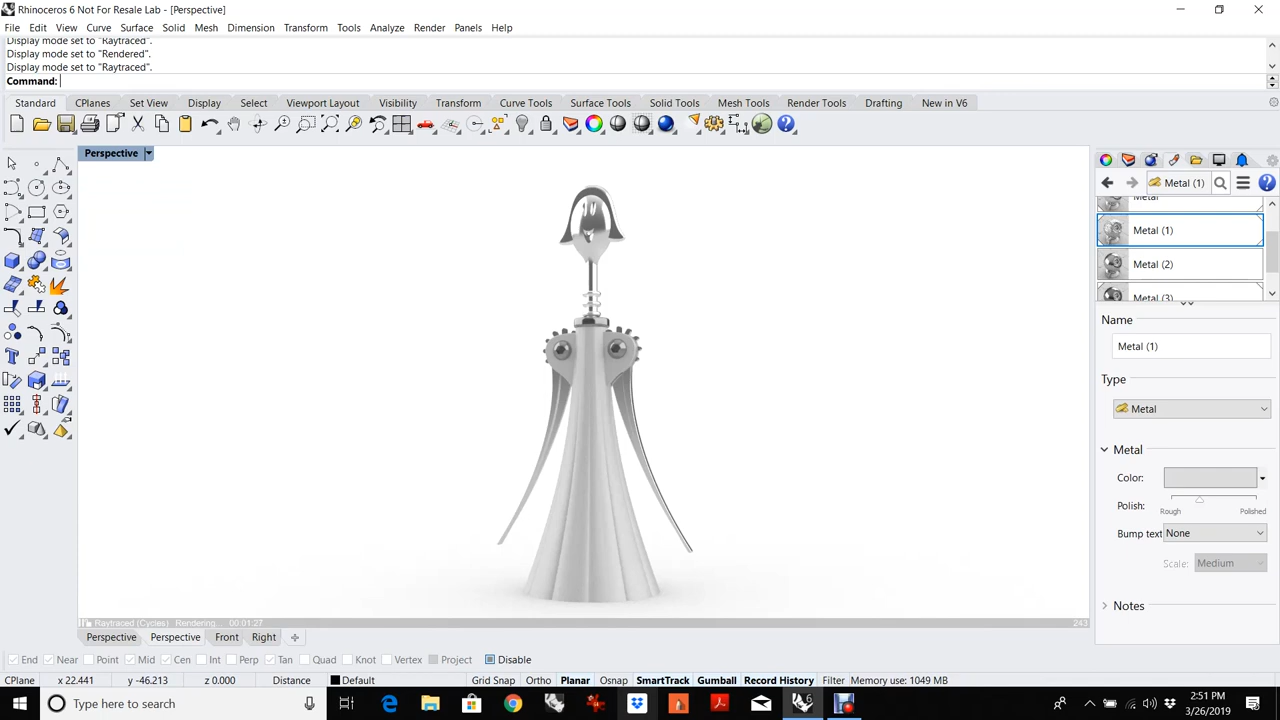 Rhinoceros 6 Not For Resale Lab - [Perspective]
File Edit View Curve Surface Solid Mesh Dimension Transform Tools Analyze Render Panels Help
Display mode set to "Raytraced".
Display mode set to "Rendered".
Display mode set to "Raytraced".
Command:
Standard CPlanes Set View Display Select Viewport Layout Visibility Transform Curve Tools Surface Tools Solid Tools Mesh Tools Render Tools Drafting New in V6
Perspective
Metal (1)
Metal
Metal (1)
Metal (2)
Metal (3)
Name
Metal (1)
Type
Metal
Metal
Color:
Polish:
Rough Polished
Bump text None
Scale: Medium
Notes
Raytraced (Cycles) Rendering... 00:01:27 243
Perspective Perspective Front Right
End Near Point Mid Cen Int Perp Tan Quad Knot Vertex Project Disable
CPlane x 22.441 y -46.213 z 0.000 Distance Default Grid Snap Ortho Planar Osnap SmartTrack Gumball Record History Filter Memory use: 1049 MB
Type here to search
2:51 PM
3/26/2019